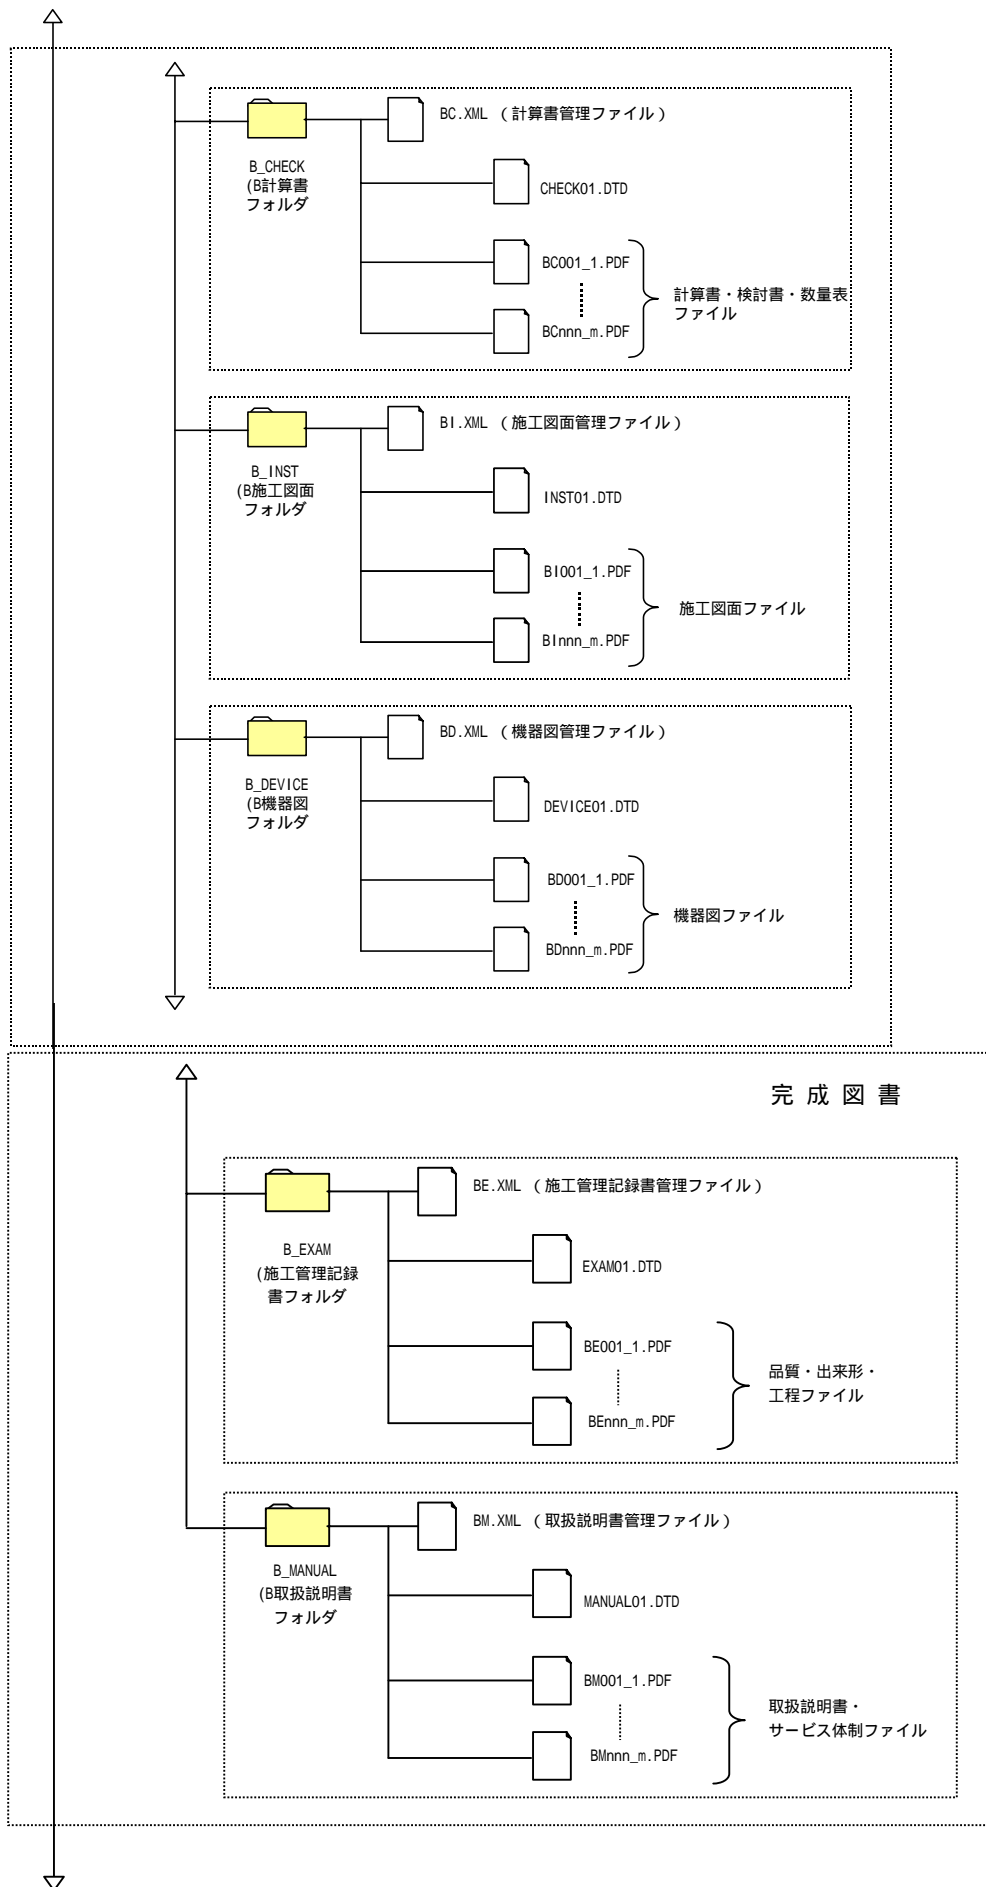 BC.XML （計算書管理ファイル）
B_CHECK
(B計算書
フォルダ
CHECK01.DTD
BC001_1.PDF
BCnnn_m.PDF
計算書・検討書・数量表
ファイル
BI.XML （施工図面管理ファイル）
B_INST
(B施工図面
フォルダ
INST01.DTD
BI001_1.PDF
BInnn_m.PDF
施工図面ファイル
BD.XML （機器図管理ファイル）
B_DEVICE
(B機器図
フォルダ
DEVICE01.DTD
BD001_1.PDF
BDnnn_m.PDF
機器図ファイル
完成図書
BE.XML （施工管理記録書管理ファイル）
B_EXAM
(施工管理記録
書フォルダ
EXAM01.DTD
BE001_1.PDF
BEnnn_m.PDF
品質・出来形・
工程ファイル
BM.XML （取扱説明書管理ファイル）
B_MANUAL
(B取扱説明書
フォルダ
MANUAL01.DTD
BM001_1.PDF
BMnnn_m.PDF
取扱説明書・
サービス体制ファイル